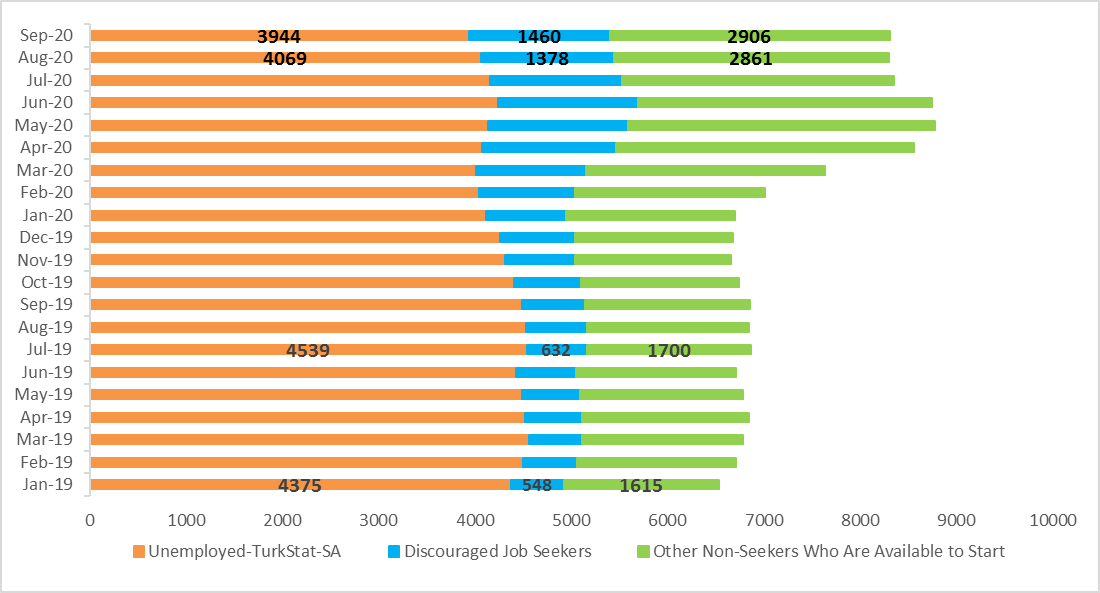 Sep-20 3944 1460 2906
Aug-20 4069 1378 2861
Jul-20
Jun-20
May-20
Apr-20
Mar-20
Feb-20
Jan-20
Dec-19
Nov-19
Oct-19
Sep-19
Aug-19
Jul-19 4539 632 1700
Jun-19
May-19
Apr-19
Mar-19
Feb-19
Jan-19 4375 548 1615
0 1000 2000 3000 4000 5000 6000 7000 8000 9000 10000
Unemployed-TurkStat-SA Discouraged Job Seekers Other Non-Seekers Who Are Available to Start